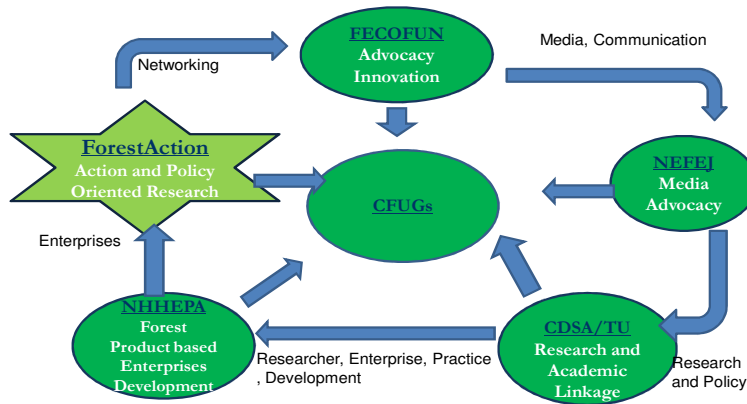 FECOFUN
Advocacy
Innovation
Media, Communication
Networking
ForestAction
Action and Policy
Oriented Research
NEFEJ
Media
Advocacy
CFUGs
Enterprises
NHHEPA
Forest
Product based
Enterprises
Development
Researcher, Enterprise, Practice
, Development
CDSA/TU
Research and
Academic
Linkage
Research
and Policy